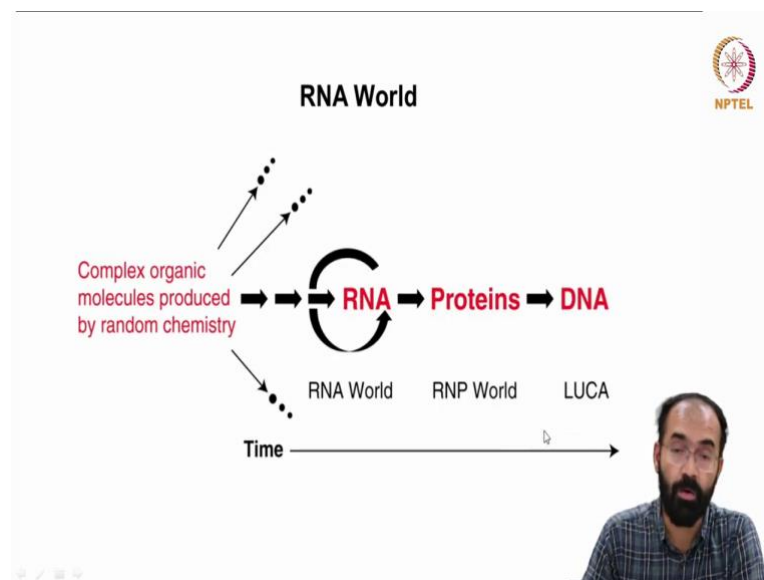 RNA World
NPTEL
Complex organic
molecules produced
by random chemistry
RNA
Proteins
DNA
RNA World
RNP World
LUCA
Time